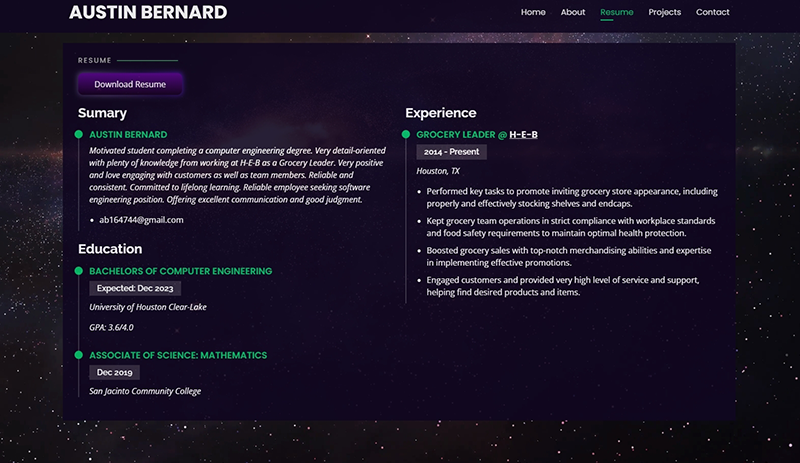 AUSTIN BERNARD
Home
About
Resume
Projects
Contact
RESUME
Download Resume
Sumary
AUSTIN BERNARD
Motivated student completing a computer engineering degree. Very detail-oriented
with plenty of knowledge from working at H-E-B as a Grocery Leader. Very positive
and love engaging with customers as well as team members. Reliable and
consistent. Committed to lifelong learning. Reliable employee seeking software
engineering position. Offering excellent communication and good judgment.
ab164744@gmail.com
Education
BACHELORS OF COMPUTER ENGINEERING
Expected: Dec 2023
University of Houston Clear-Lake
GPA: 3.6/4.0
ASSOCIATE OF SCIENCE: MATHEMATICS
Dec 2019
San Jacinto Community College
Experience
GROCERY LEADER @ H-E-B
2014 - Present
Houston, TX
Performed key tasks to promote inviting grocery store appearance, including
properly and effectively stocking shelves and endcaps.
Kept grocery team operations in strict compliance with workplace standards
and food safety requirements to maintain optimal health protection.
Boosted grocery sales with top-notch merchandising abilities and expertise
in implementing effective promotions.
Engaged customers and provided very high level of service and support,
helping find desired products and items.